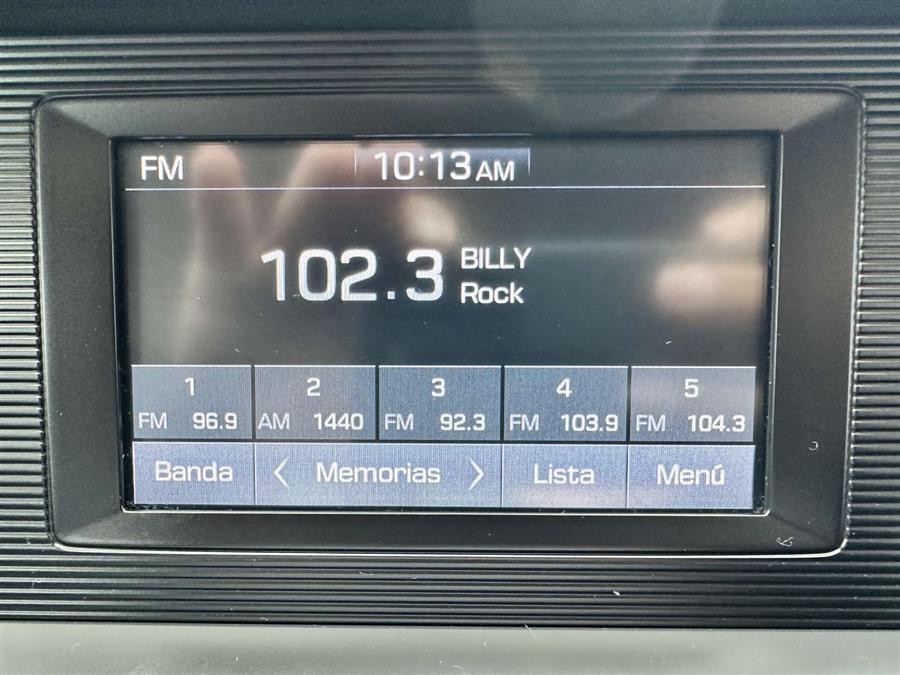 FM 10:13 AM
102.3 BILLY
Rock
1 2 3 4 5
FM 96.9 AM 1440 FM 92.3 FM 103.9 FM 104.3
Banda < Memorias > Lista Menú